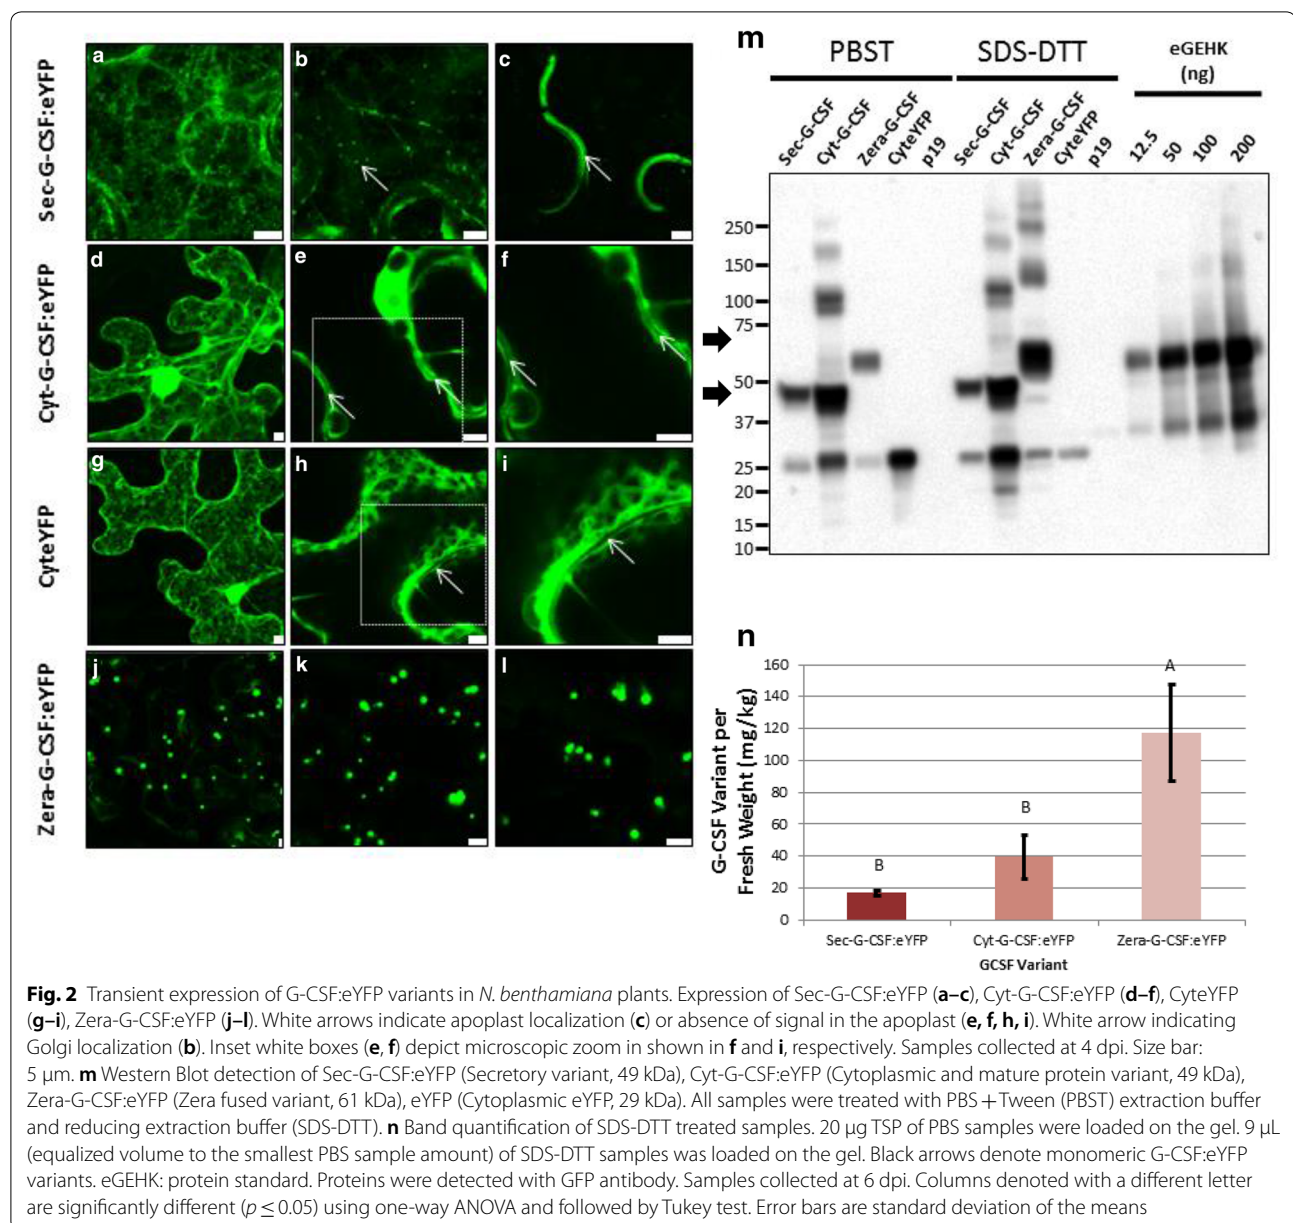 Sec-G-CSF:eYFP
a
b
c
Cyt-G-CSF:eYFP
d
e
f
CyteYFP
g
h
i
Zera-G-CSF:eYFP
j
k
l
m
PBST
SDS-DTT
eGEHK
(ng)
Sec-G-CSF
Cyt-G-CSF
Zera-G-CSF
CyteYFP
p19
Sec-G-CSF
Cyt-G-CSF
Zera-G-CSF
CyteYFP
p19
12.5
50
100
200
250
150
100
75
50
37
25
20
15
10
n
G-CSF Variant per
Fresh Weight (mg/kg)
160
140
120
100
80
60
40
20
0
B
B
A
Sec-G-CSF:eYFP
Cyt-G-CSF:eYFP
Zera-G-CSF:eYFP
GCSF Variant
Fig. 2 Transient expression of G-CSF:eYFP variants in N. benthamiana plants. Expression of Sec-G-CSF:eYFP (a–c), Cyt-G-CSF:eYFP (d–f), CyteYFP
(g–i), Zera-G-CSF:eYFP (j–l). White arrows indicate apoplast localization (c) or absence of signal in the apoplast (e, f, h, i). White arrow indicating
Golgi localization (b). Inset white boxes (e, f) depict microscopic zoom in shown in f and i, respectively. Samples collected at 4 dpi. Size bar:
5 µm. m Western Blot detection of Sec-G-CSF:eYFP (Secretory variant, 49 kDa), Cyt-G-CSF:eYFP (Cytoplasmic and mature protein variant, 49 kDa),
Zera-G-CSF:eYFP (Zera fused variant, 61 kDa), eYFP (Cytoplasmic eYFP, 29 kDa). All samples were treated with PBS + Tween (PBST) extraction buffer
and reducing extraction buffer (SDS-DTT). n Band quantification of SDS-DTT treated samples. 20 µg TSP of PBS samples were loaded on the gel. 9 µL
(equalized volume to the smallest PBS sample amount) of SDS-DTT samples was loaded on the gel. Black arrows denote monomeric G-CSF:eYFP
variants. eGEHK: protein standard. Proteins were detected with GFP antibody. Samples collected at 6 dpi. Columns denoted with a different letter
are significantly different (p ≤ 0.05) using one-way ANOVA and followed by Tukey test. Error bars are standard deviation of the means